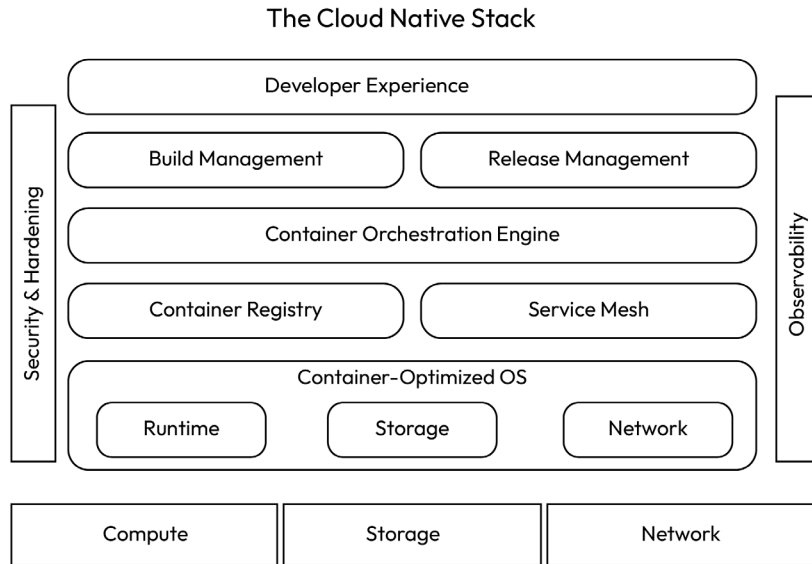 The Cloud Native Stack
Developer Experience
Build Management
Release Management
Container Orchestration Engine
Container Registry
Service Mesh
Container-Optimized OS
Runtime
Storage
Network
Security & Hardening
Observability
Compute
Storage
Network